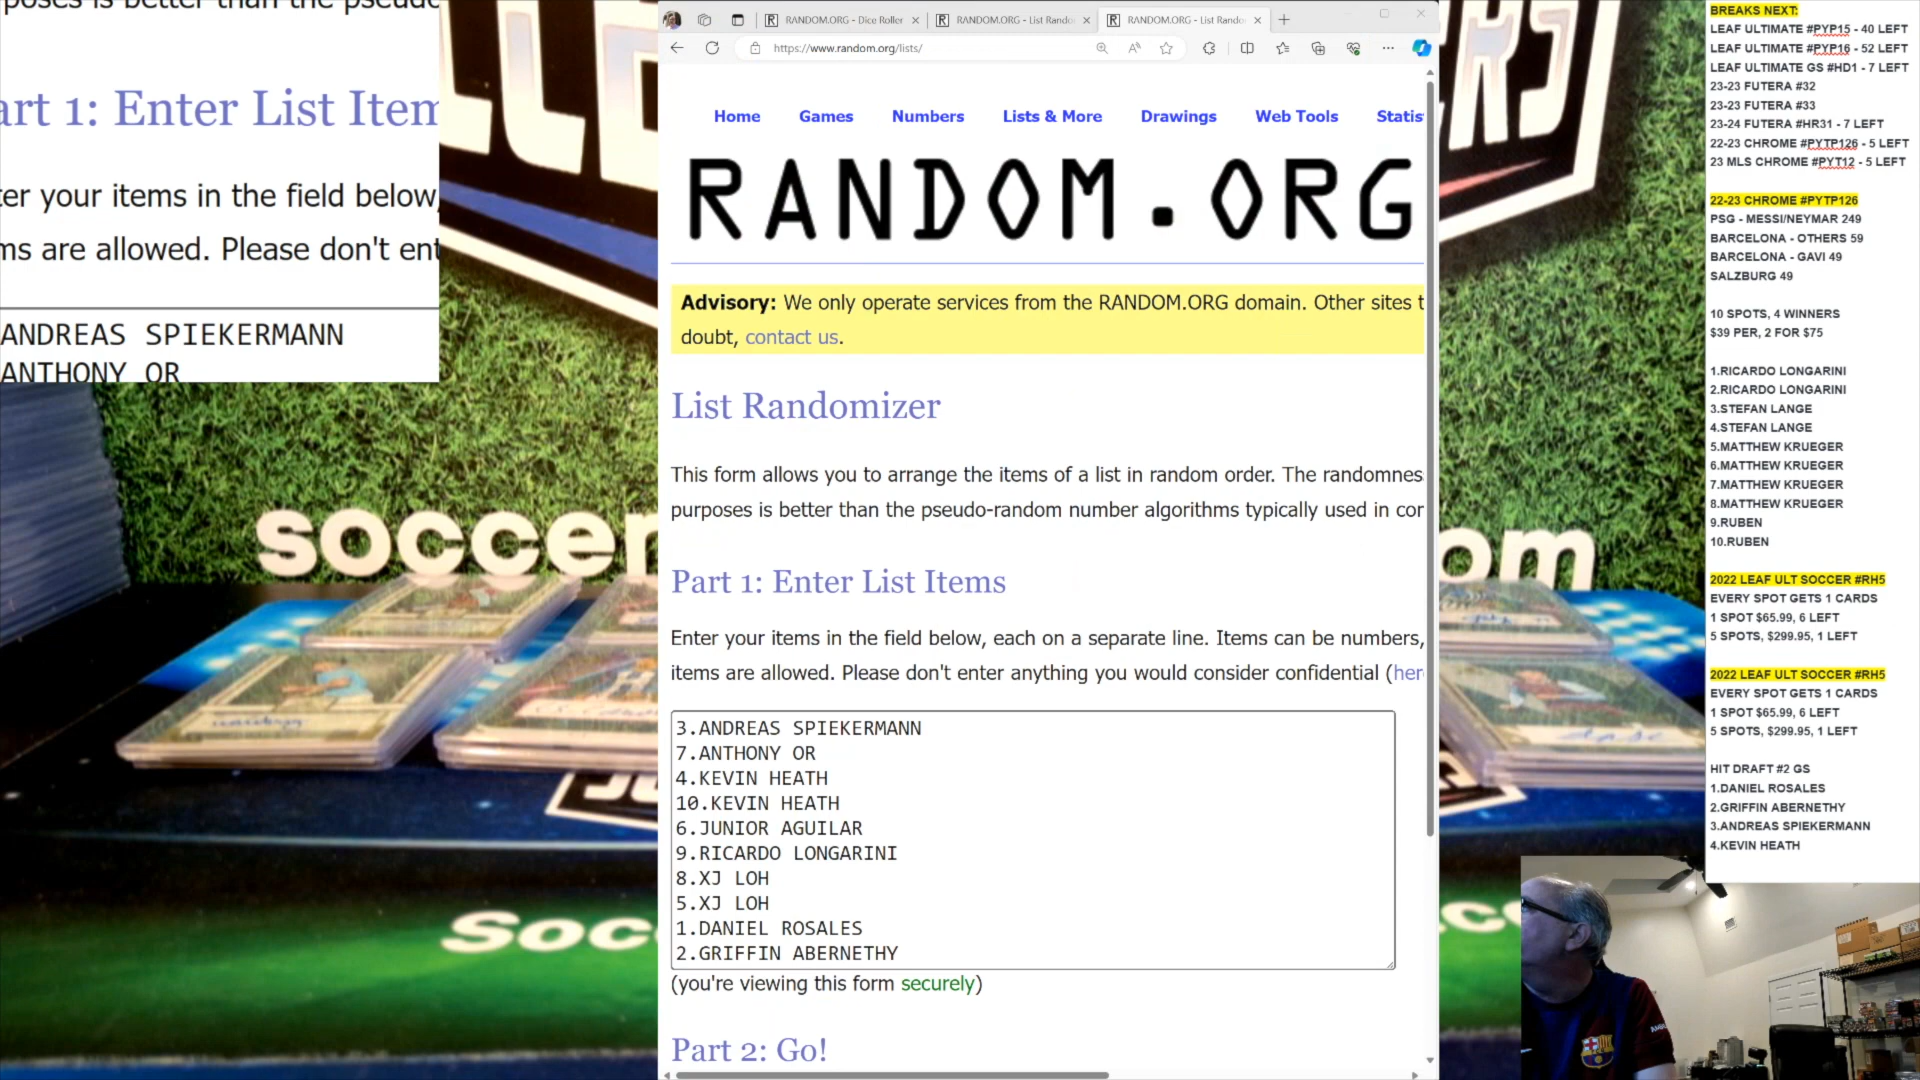 art 1: Enter List Item
ter your items in the field below,
ms are allowed. Please don't ent
ANDREAS SPIEKERMANN
ANTHONY OR
RANDOM.ORG - Dice Roller
RANDOM.ORG - List Rando
RANDOM.ORG - List Rando
https://www.random.org/lists/
Home Games Numbers Lists & More Drawings Web Tools Statis
RANDOM.ORG
Advisory: We only operate services from the RANDOM.ORG domain. Other sites t
doubt, contact us.
List Randomizer
This form allows you to arrange the items of a list in random order. The randomnes
purposes is better than the pseudo-random number algorithms typically used in cor
Part 1: Enter List Items
Enter your items in the field below, each on a separate line. Items can be numbers,
items are allowed. Please don't enter anything you would consider confidential (her
3.ANDREAS SPIEKERMANN
7.ANTHONY OR
4.KEVIN HEATH
10.KEVIN HEATH
6.JUNIOR AGUILAR
9.RICARDO LONGARINI
8.XJ LOH
5.XJ LOH
1.DANIEL ROSALES
2.GRIFFIN ABERNETHY
(you're viewing this form securely)
Part 2: Go!
soccer
om
Soc
BREAKS NEXT:
LEAF ULTIMATE #PYP15 - 40 LEFT
LEAF ULTIMATE #PYP16 - 52 LEFT
LEAF ULTIMATE GS #HD1 - 7 LEFT
23-23 FUTERA #32
23-23 FUTERA #33
23-24 FUTERA #HR31 - 7 LEFT
22-23 CHROME #PYTP126 - 5 LEFT
23 MLS CHROME #PYT12 - 5 LEFT
22-23 CHROME #PYTP126
PSG - MESSI/NEYMAR 249
BARCELONA - OTHERS 59
BARCELONA - GAVI 49
SALZBURG 49
10 SPOTS, 4 WINNERS
$39 PER, 2 FOR $75
1.RICARDO LONGARINI
2.RICARDO LONGARINI
3.STEFAN LANGE
4.STEFAN LANGE
5.MATTHEW KRUEGER
6.MATTHEW KRUEGER
7.MATTHEW KRUEGER
8.MATTHEW KRUEGER
9.RUBEN
10.RUBEN
2022 LEAF ULT SOCCER #RH5
EVERY SPOT GETS 1 CARDS
1 SPOT $65.99, 6 LEFT
5 SPOTS, $299.95, 1 LEFT
2022 LEAF ULT SOCCER #RH5
EVERY SPOT GETS 1 CARDS
1 SPOT $65.99, 6 LEFT
5 SPOTS, $299.95, 1 LEFT
HIT DRAFT #2 GS
1.DANIEL ROSALES
2.GRIFFIN ABERNETHY
3.ANDREAS SPIEKERMANN
4.KEVIN HEATH